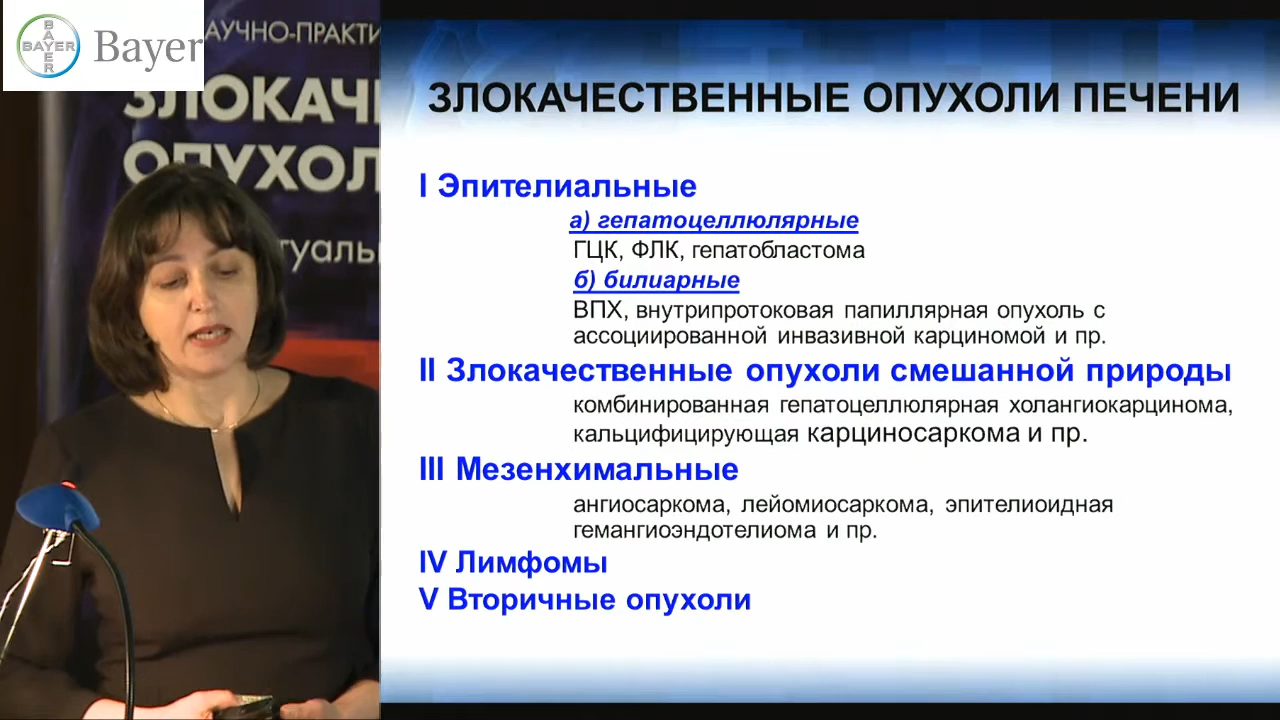 BAYER
BAYER
Bayer
АУЧНО-ПРАКТИ
ЗЛОКАЧ
ОПУХОЛ
туаль
ЗЛОКАЧЕСТВЕННЫЕ ОПУХОЛИ ПЕЧЕНИ
I Эпителиальные
а) гепатоцеллюлярные
ГЦК, ФЛК, гепатобластома
б) билиарные
ВПХ, внутрипротоковая папиллярная опухоль с
ассоциированной инвазивной карциномой и пр.
II Злокачественные опухоли смешанной природы
комбинированная гепатоцеллюлярная холангиокарцинома,
кальцифицирующая карциносаркома и пр.
III Мезенхимальные
ангиосаркома, лейомиосаркома, эпителиоидная
гемангиоэндотелиома и пр.
IV Лимфомы
V Вторичные опухоли